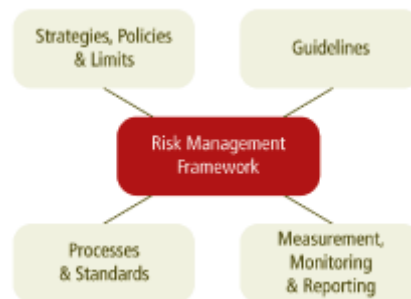 Strategies, Policies
& Limits
Guidelines
Risk Management
Framework
Processes
& Standards
Measurement,
Monitoring
& Reporting